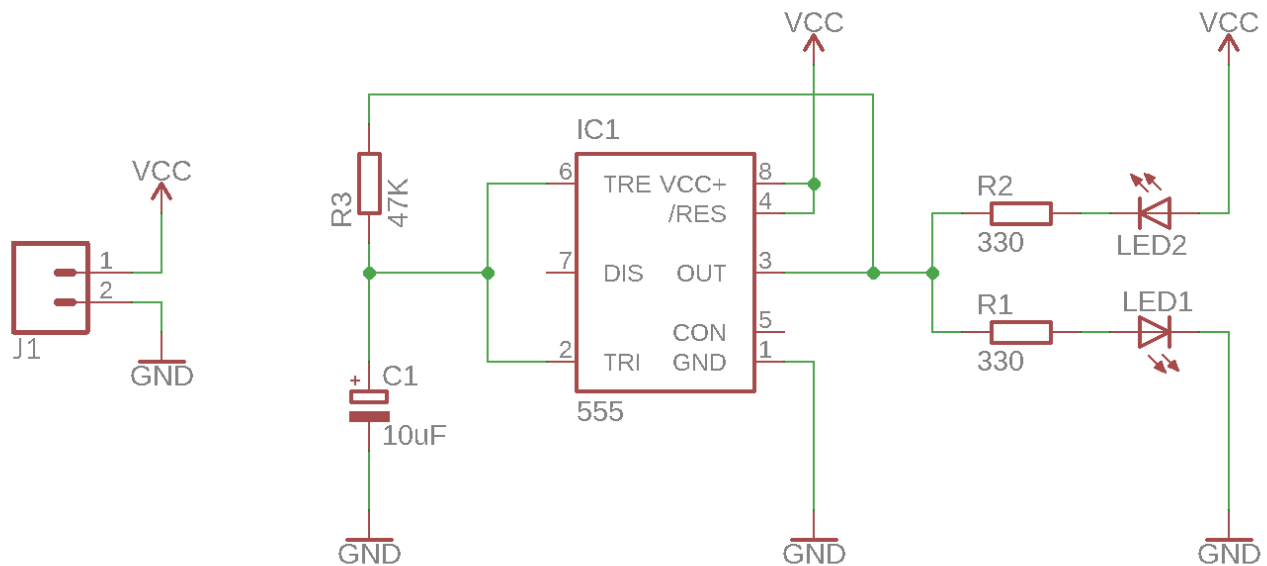 VCC
1
2
J1
GND
R3
47K
+
C1
10uF
GND
IC1
6
TRE
7
DIS
2
TRI
VCC+
8
/RES
4
OUT
3
CON
5
GND
1
555
VCC
GND
R2
330
LED2
R1
330
LED1
VCC
GND